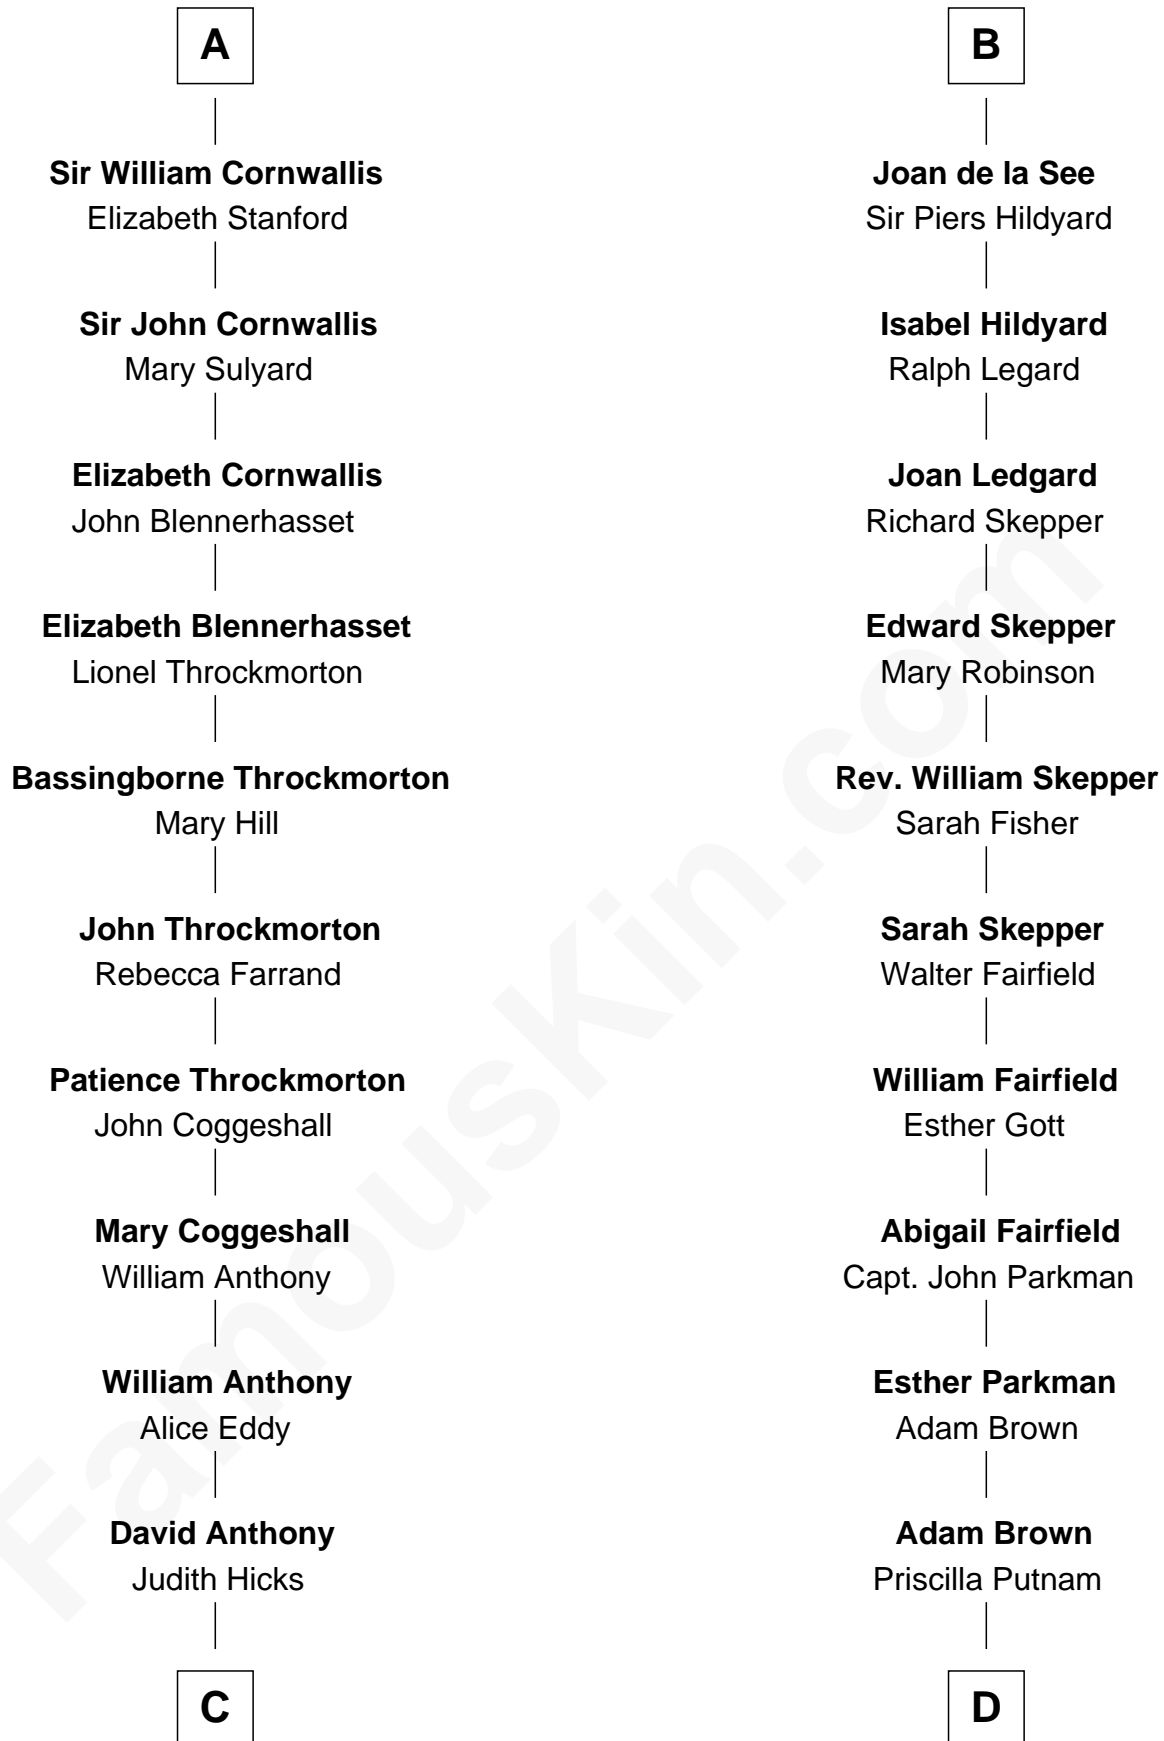 A
Sir William Cornwallis
Elizabeth Stanford
Sir John Cornwallis
Mary Sulyard
Elizabeth Cornwallis
John Blennerhasset
Elizabeth Blennerhasset
Lionel Throckmorton
Bassingborne Throckmorton
Mary Hill
John Throckmorton
Rebecca Farrand
Patience Throckmorton
John Coggeshall
Mary Coggeshall
William Anthony
William Anthony
Alice Eddy
David Anthony
Judith Hicks
C
B
Joan de la See
Sir Piers Hildyard
Isabel Hildyard
Ralph Legard
Joan Ledgard
Richard Skepper
Edward Skepper
Mary Robinson
Rev. William Skepper
Sarah Fisher
Sarah Skepper
Walter Fairfield
William Fairfield
Esther Gott
Abigail Fairfield
Capt. John Parkman
Esther Parkman
Adam Brown
Adam Brown
Priscilla Putnam
D
FamousKin.com